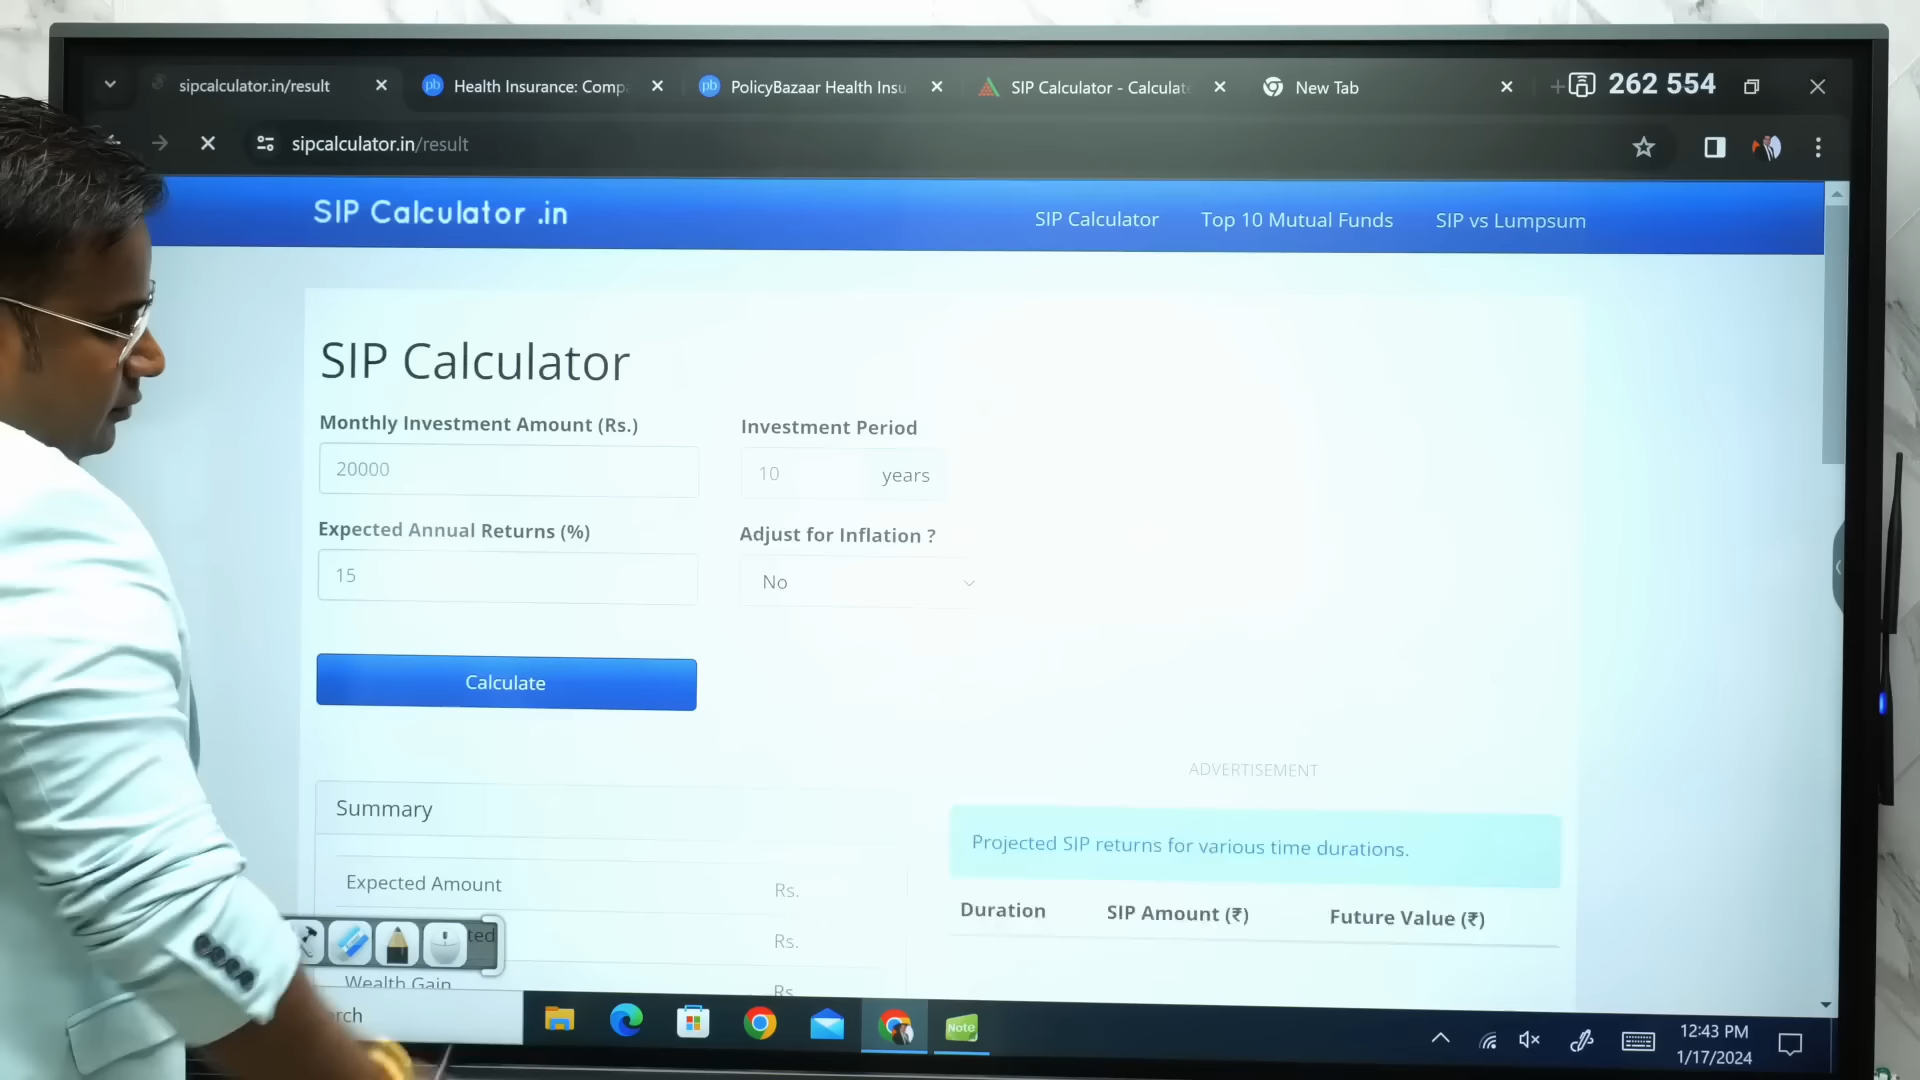 sipcalculator.in/result
Health Insurance: Comp
PolicyBazaar Health Insu
SIP Calculator - Calculate
New Tab
262 554
sipcalculator.in/result
SIP Calculator .in
SIP Calculator
Top 10 Mutual Funds
SIP vs Lumpsum
SIP Calculator
Monthly Investment Amount (Rs.)
Investment Period
20000
10
years
Expected Annual Returns (%)
Adjust for Inflation ?
15
No
Calculate
ADVERTISEMENT
Summary
Projected SIP returns for various time durations.
Expected Amount
Rs.
Duration
SIP Amount (₹)
Future Value (₹)
ted
Rs.
Wealth Gain
Rs.
rch
Note
12:43 PM
1/17/2024